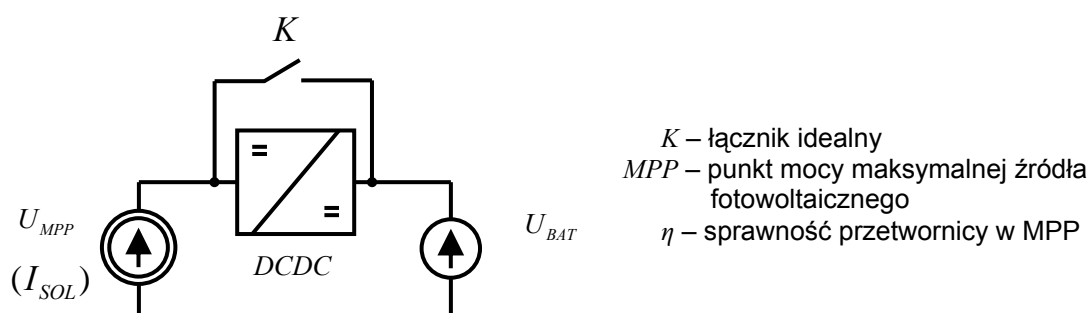 K
U_MPP
(I_SOL)
=
=
DCDC
U_BAT
K – łącznik idealny
MPP – punkt mocy maksymalnej źródła
fotowoltaicznego
η – sprawność przetwornicy w MPP